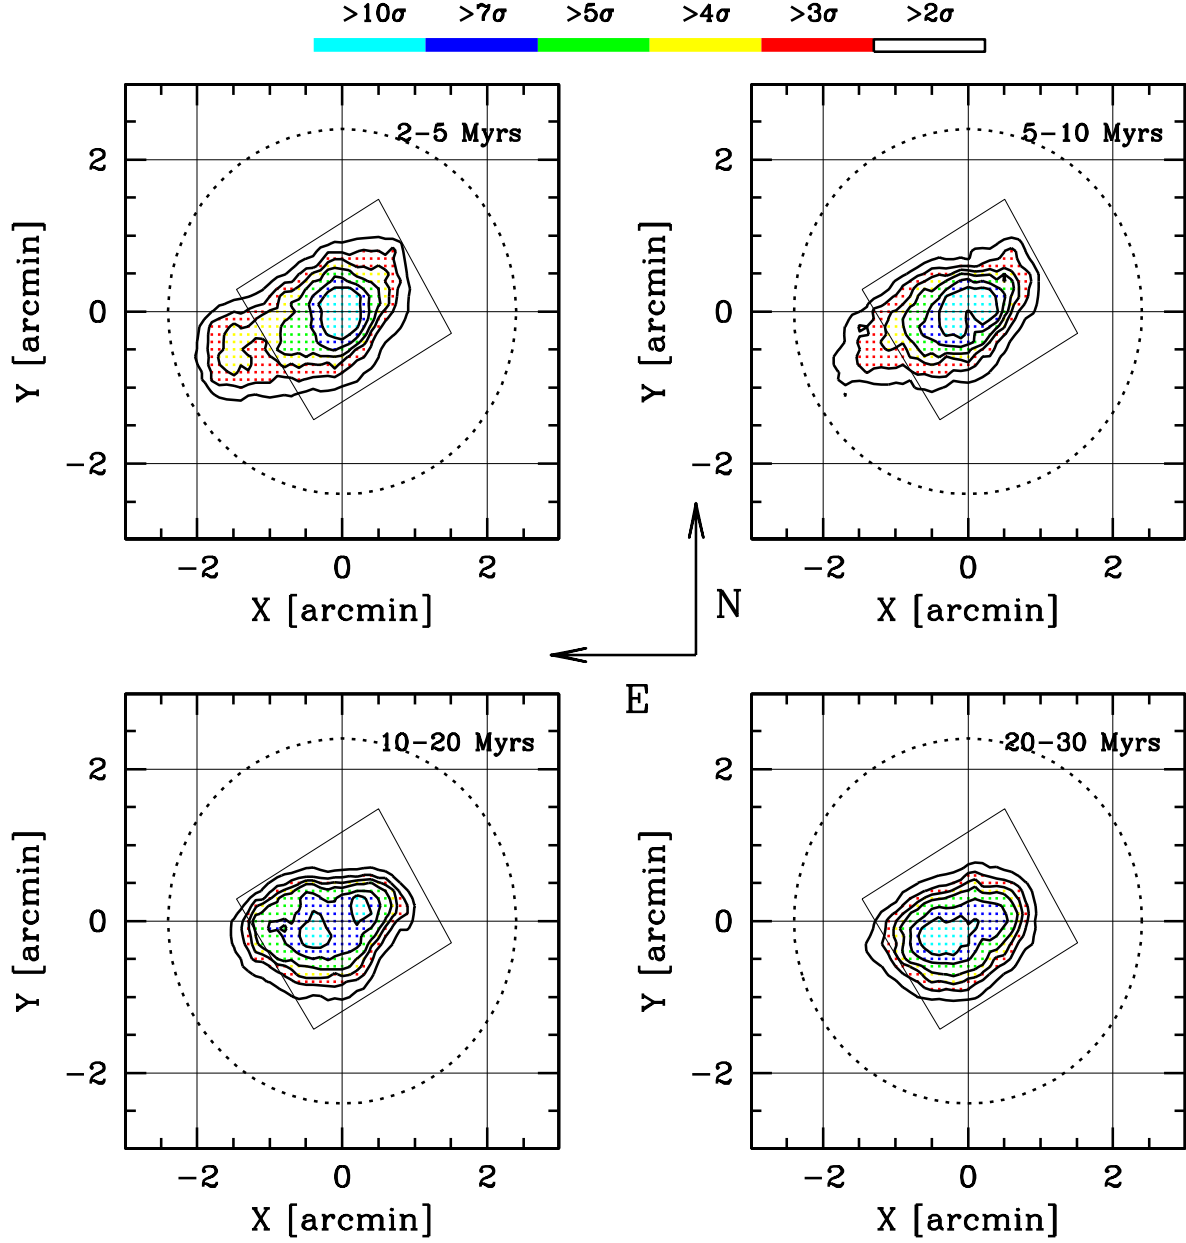 >10σ >7σ >5σ >4σ >3σ >2σ
2-5 Myrs
2
0
-2
Y [arcmin]
-2 0 2
X [arcmin]
5-10 Myrs
2
0
-2
Y [arcmin]
-2 0 2
X [arcmin]
N
E
10-20 Myrs
2
0
-2
Y [arcmin]
-2 0 2
X [arcmin]
20-30 Myrs
2
0
-2
Y [arcmin]
-2 0 2
X [arcmin]